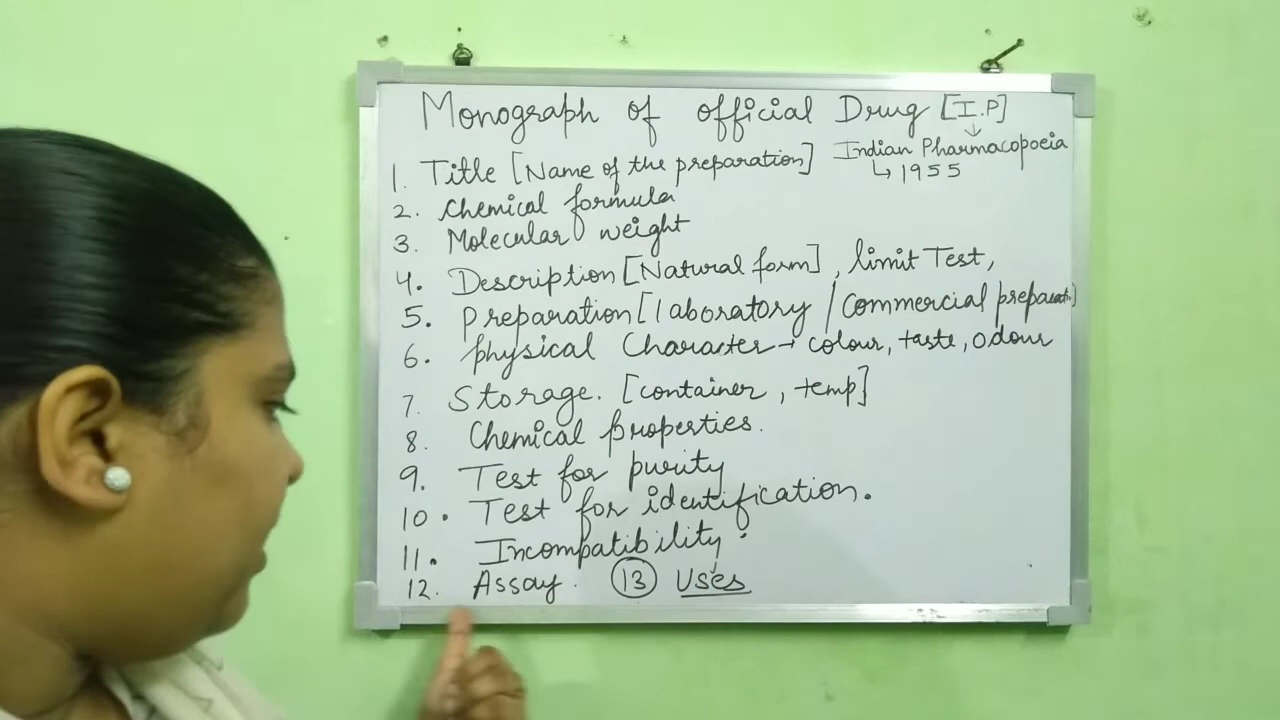 Monograph of official Drug [I.P]
↓
Indian Pharmacopoeia
↳ 1955
1. Title [Name of the preparation]
2. Chemical formula
3. Molecular weight
4. Description [Natural form], limit Test,
5. Preparation [laboratory / Commercial preparat.]
6. Physical Character → colour, taste, odour
7. Storage. [container, temp]
8. Chemical Properties.
9. Test for purity
10. Test for identification.
11. Incompatibility.
12. Assay. 13 Uses